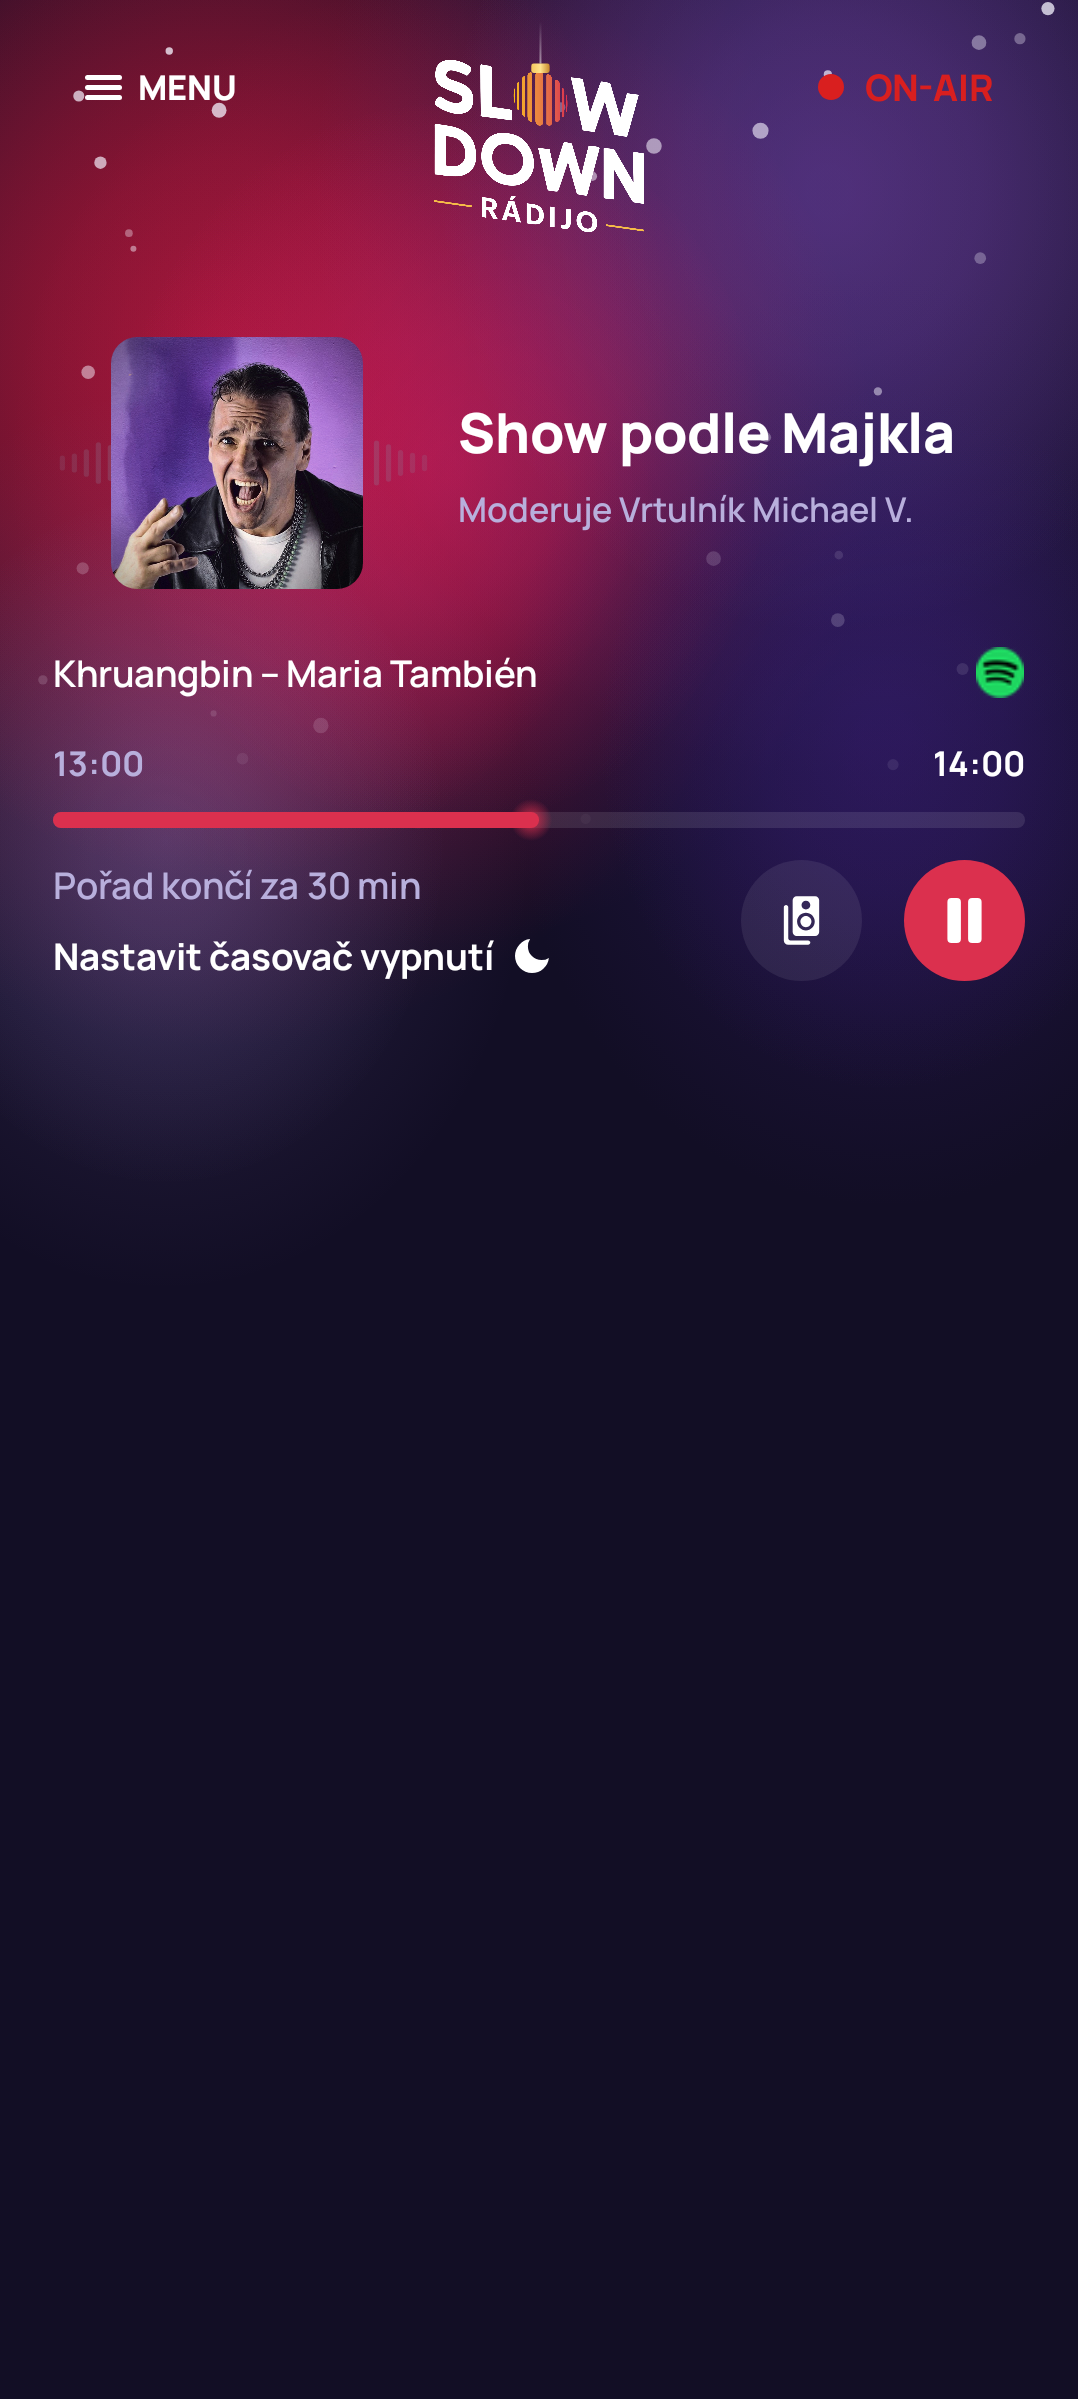 MENU
SLOW
DOWN
RÁDIJO
ON-AIR
Show podle Majkla
Moderuje Vrtulník Michael V.
Khruangbin – Maria También
13:00
14:00
Pořad končí za 30 min
Nastavit časovač vypnutí